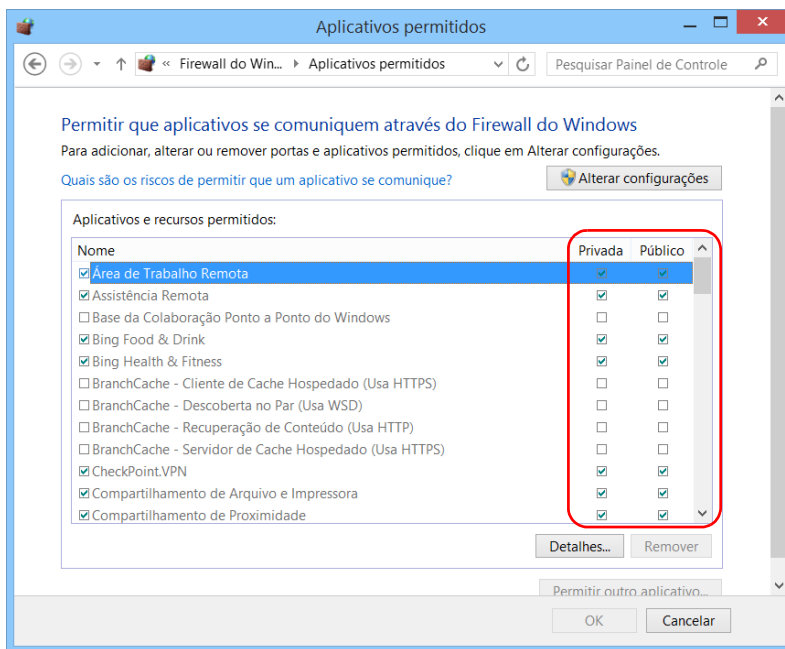 Aplicativos permitidos
« Firewall do Win... Aplicativos permitidos Pesquisar Painel de Controle
Permitir que aplicativos se comuniquem através do Firewall do Windows
Para adicionar, alterar ou remover portas e aplicativos permitidos, clique em Alterar configurações.
Quais são os riscos de permitir que um aplicativo se comunique? Alterar configurações
Aplicativos e recursos permitidos:
Nome Privada Público
Área de Trabalho Remota
Assistência Remota
Base da Colaboração Ponto a Ponto do Windows
Bing Food & Drink
Bing Health & Fitness
BranchCache - Cliente de Cache Hospedado (Usa HTTPS)
BranchCache - Descoberta no Par (Usa WSD)
BranchCache - Recuperação de Conteúdo (Usa HTTP)
BranchCache - Servidor de Cache Hospedado (Usa HTTPS)
CheckPoint.VPN
Compartilhamento de Arquivo e Impressora
Compartilhamento de Proximidade
Detalhes... Remover
Permitir outro aplicativo...
OK Cancelar